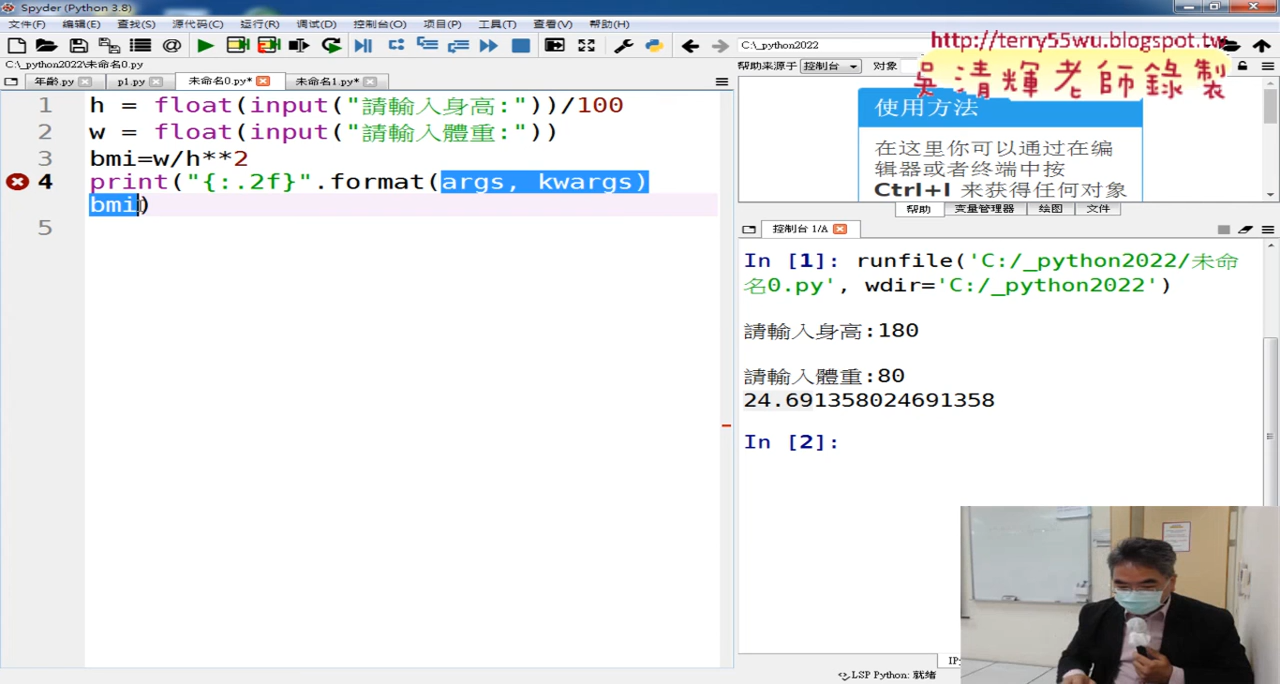 Spyder (Python 3.8)
文件(F) 编辑(E) 查找(S) 源代码(C) 运行(R) 调试(D) 控制台(O) 项目(P) 工具(T) 查看(V) 帮助(H)
C:\_python2022
http://terry55wu.blogspot.tw
C:\_python2022\未命名0.py
帮助来源于 控制台 对象
吳清輝老師錄製
年齡.py p1.py 未命名0.py* 未命名1.py*
1 h = float(input("請輸入身高:"))/100
2 w = float(input("請輸入體重:"))
3 bmi=w/h**2
4 print("{:.2f}".format(args, kwargs)
bmi)
5
使用方法
在这里你可以通过在编
辑器或者终端中按
Ctrl+I 来获得任何对象
帮助 变量管理器 绘图 文件
控制台 1/A
In [1]: runfile('C:/_python2022/未命
名0.py', wdir='C:/_python2022')
請輸入身高:180
請輸入體重:80
24.691358024691358
In [2]:
LSP Python: 就绪